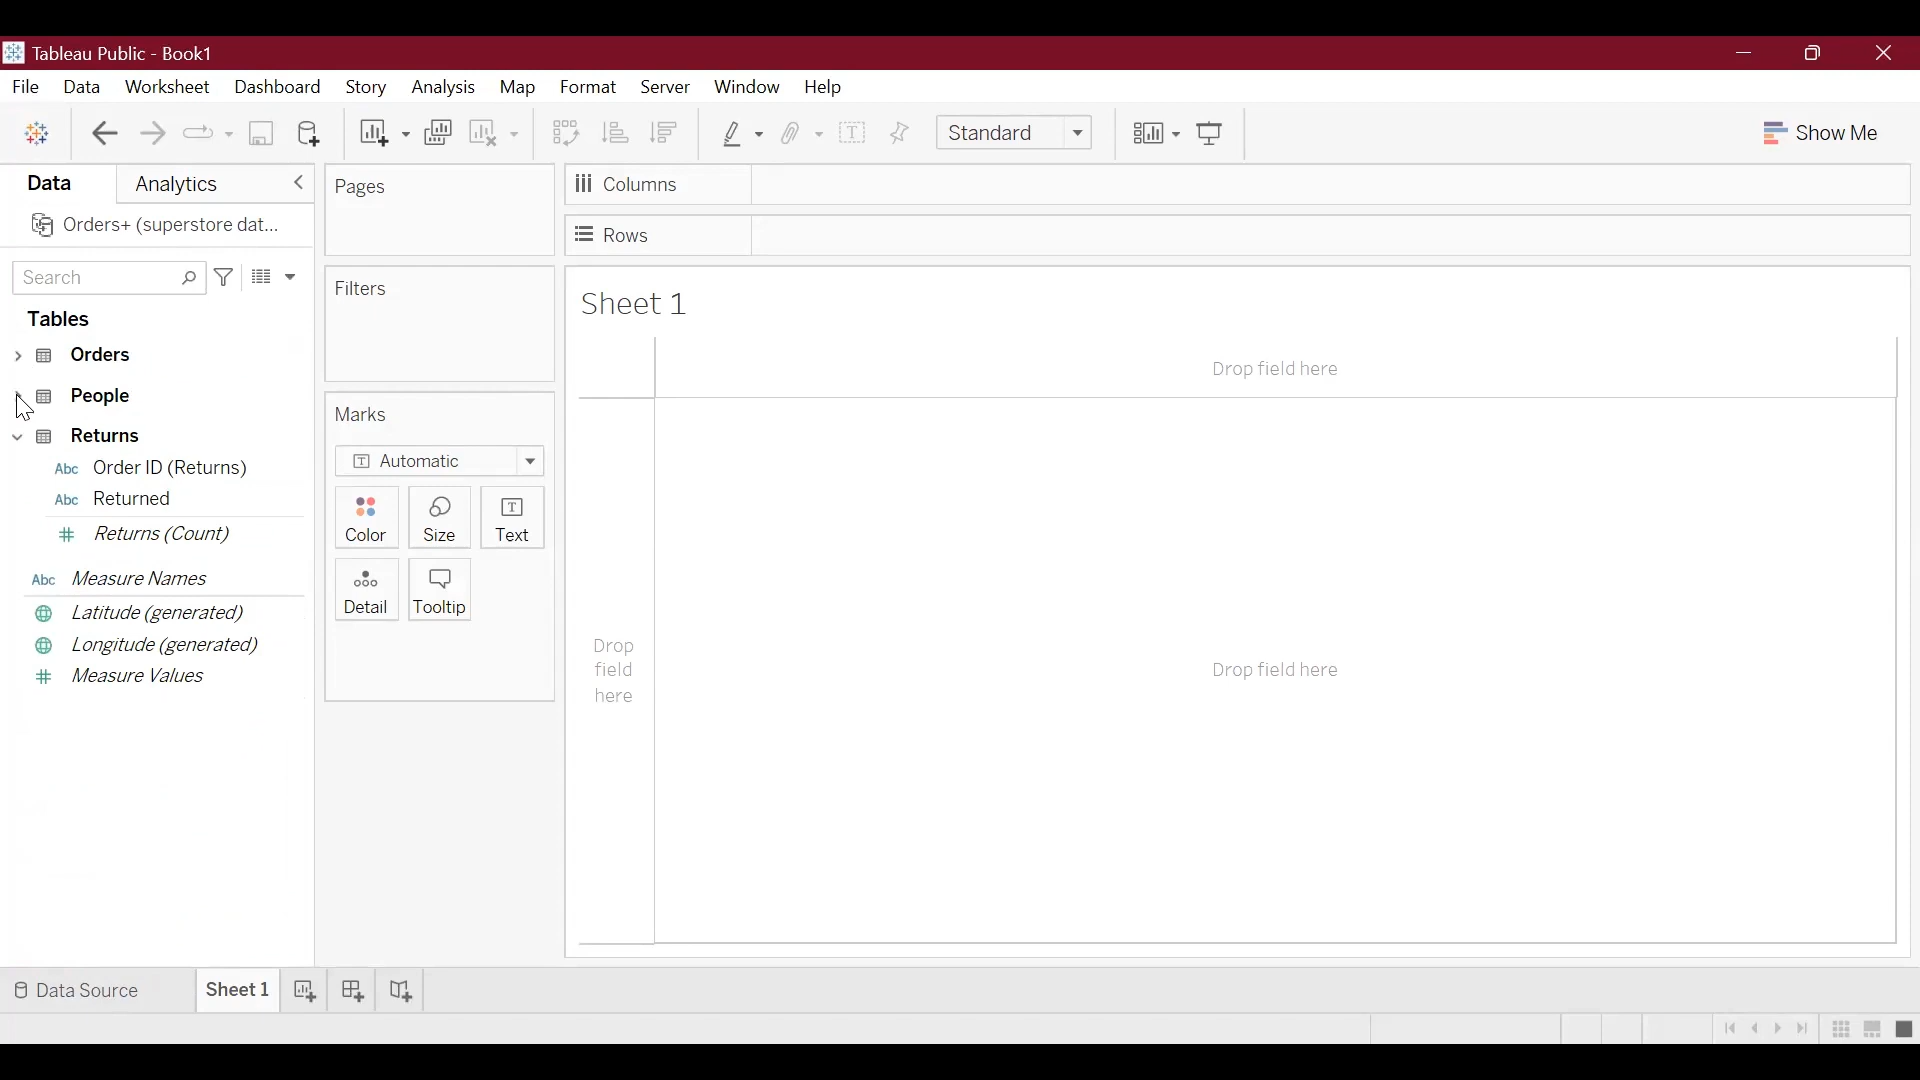 Tableau Public - Book1
File Data Worksheet Dashboard Story Analysis Map Format Server Window Help
Standard
Show Me
Data
Analytics
Orders+ (superstore dat...
Search
Tables
Orders
People
Returns
Abc Order ID (Returns)
Abc Returned
Returns (Count)
Abc Measure Names
Latitude (generated)
Longitude (generated)
Measure Values
Pages
Filters
Marks
Automatic
Color Size Text
Detail Tooltip
Columns
Rows
Sheet 1
Drop field here
Drop
field
here
Drop field here
Data Source
Sheet 1